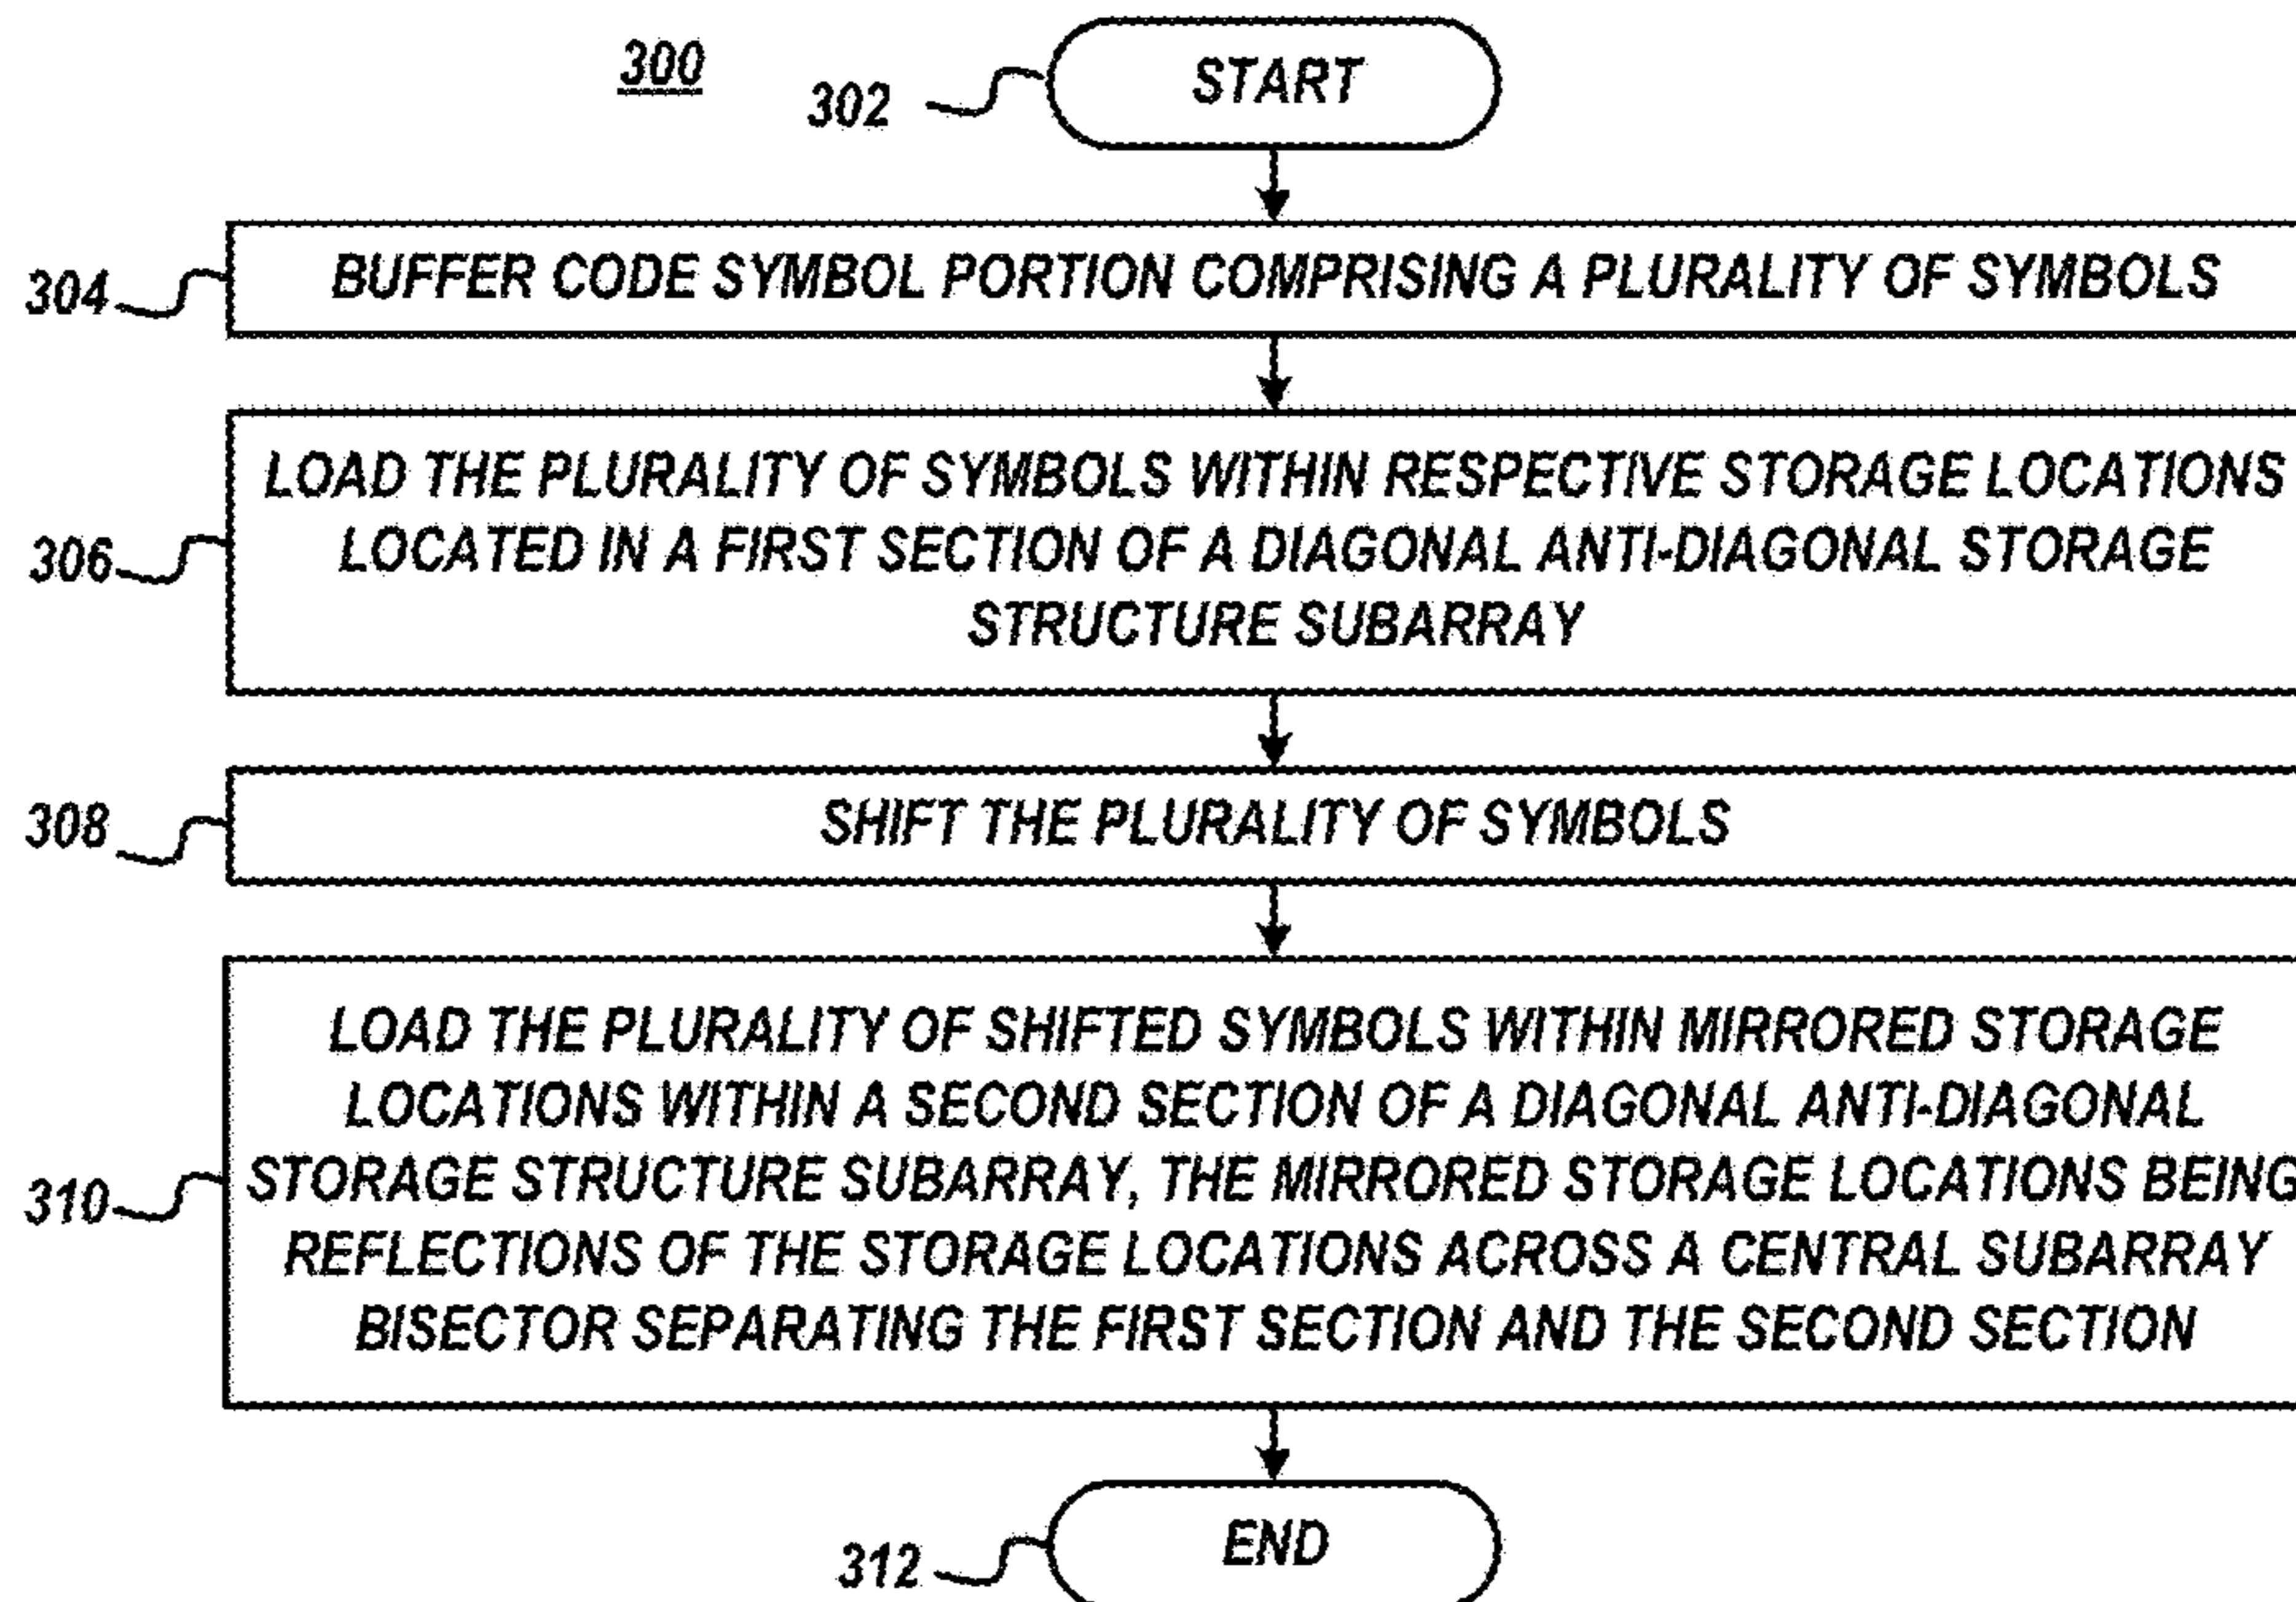 300
302
START
304
BUFFER CODE SYMBOL PORTION COMPRISING A PLURALITY OF SYMBOLS
306
LOAD THE PLURALITY OF SYMBOLS WITHIN RESPECTIVE STORAGE LOCATIONS
LOCATED IN A FIRST SECTION OF A DIAGONAL ANTI-DIAGONAL STORAGE
STRUCTURE SUBARRAY
308
SHIFT THE PLURALITY OF SYMBOLS
310
LOAD THE PLURALITY OF SHIFTED SYMBOLS WITHIN MIRRORED STORAGE
LOCATIONS WITHIN A SECOND SECTION OF A DIAGONAL ANTI-DIAGONAL
STORAGE STRUCTURE SUBARRAY, THE MIRRORED STORAGE LOCATIONS BEING
REFLECTIONS OF THE STORAGE LOCATIONS ACROSS A CENTRAL SUBARRAY
BISECTOR SEPARATING THE FIRST SECTION AND THE SECOND SECTION
312
END